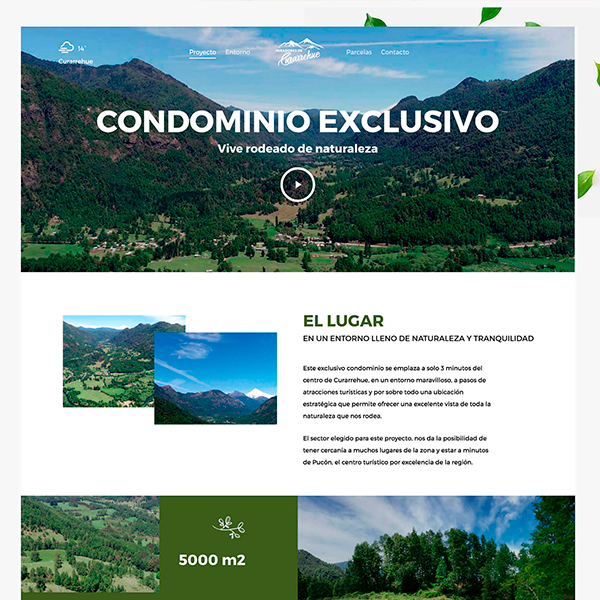 14°
Curarrehue
Proyecto
Entorno
Curarrehue
Parcelas
Contacto
CONDOMINIO EXCLUSIVO
Vive rodeado de naturaleza
EL LUGAR
EN UN ENTORNO LLENO DE NATURALEZA Y TRANQUILIDAD
Este exclusivo condominio se emplaza a solo 3 minutos del
centro de Curarrehue, en un entorno maravilloso, a pasos de
atracciones turísticas y por sobre todo una ubicación
estratégica que permite ofrecer una excelente vista de toda la
naturaleza que nos rodea.
El sector elegido para este proyecto, nos da la posibilidad de
tener cercanía a muchos lugares de la zona y estar a minutos
de Pucón, el centro turístico por excelencia de la región.
5000 m2